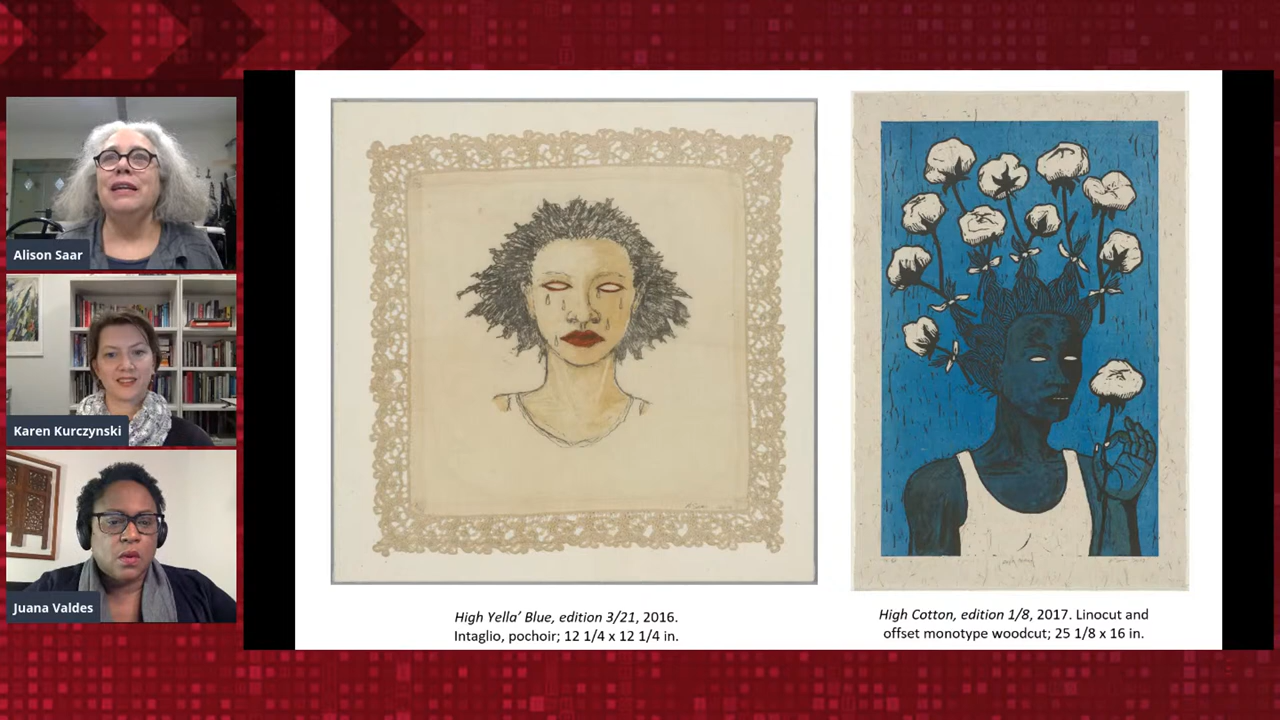 Alison Saar
Karen Kurczynski
Juana Valdes
High Yella’ Blue, edition 3/21, 2016.
Intaglio, pochoir; 12 1/4 x 12 1/4 in.
High Cotton, edition 1/8, 2017. Linocut and
offset monotype woodcut; 25 1/8 x 16 in.